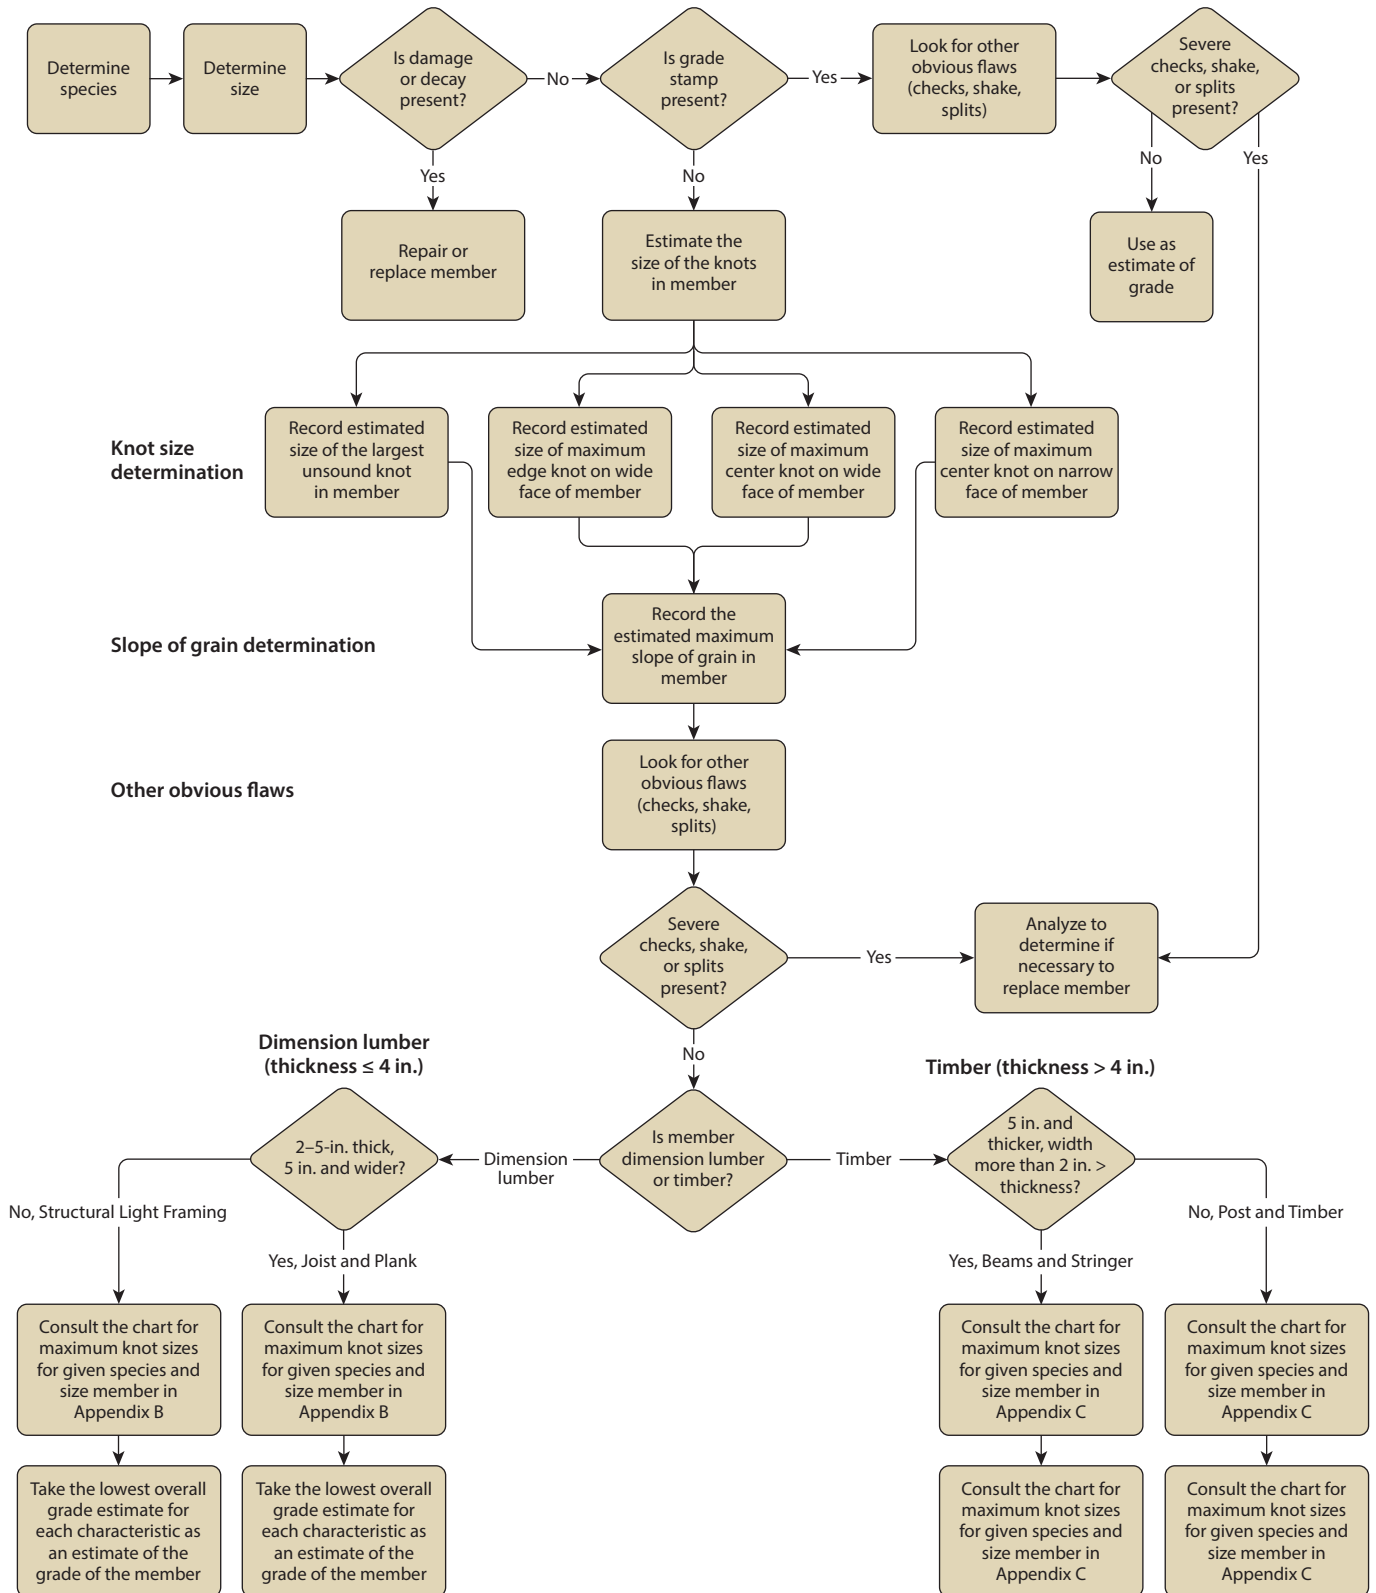 Determine
species
Determine
size
Is damage
or decay
present?
No
Is grade
stamp
present?
Yes
Look for other
obvious flaws
(checks, shake,
splits)
Severe
checks, shake,
or splits
present?
Yes
No
No
Yes
Repair or
replace member
Estimate the
size of the knots
in member
Use as
estimate of
grade
Knot size
determination
Record estimated
size of the largest
unsound knot
in member
Record estimated
size of maximum
edge knot on wide
face of member
Record estimated
size of maximum
center knot on wide
face of member
Record estimated
size of maximum
center knot on narrow
face of member
Slope of grain determination
Record the
estimated maximum
slope of grain in
member
Other obvious flaws
Look for other
obvious flaws
(checks, shake,
splits)
Severe
checks, shake,
or splits
present?
Yes
Analyze to
determine if
necessary to
replace member
No
Dimension lumber
(thickness ≤ 4 in.)
Timber (thickness > 4 in.)
2–5-in. thick,
5 in. and wider?
Dimension
lumber
Is member
dimension lumber
or timber?
Timber
5 in. and
thicker, width
more than 2 in. >
thickness?
No, Structural Light Framing
Yes, Joist and Plank
Yes, Beams and Stringer
No, Post and Timber
Consult the chart for
maximum knot sizes
for given species and
size member in
Appendix B
Consult the chart for
maximum knot sizes
for given species and
size member in
Appendix B
Consult the chart for
maximum knot sizes
for given species and
size member in
Appendix C
Consult the chart for
maximum knot sizes
for given species and
size member in
Appendix C
Take the lowest overall
grade estimate for
each characteristic as
an estimate of the
grade of the member
Take the lowest overall
grade estimate for
each characteristic as
an estimate of the
grade of the member
Consult the chart for
maximum knot sizes
for given species and
size member in
Appendix C
Consult the chart for
maximum knot sizes
for given species and
size member in
Appendix C